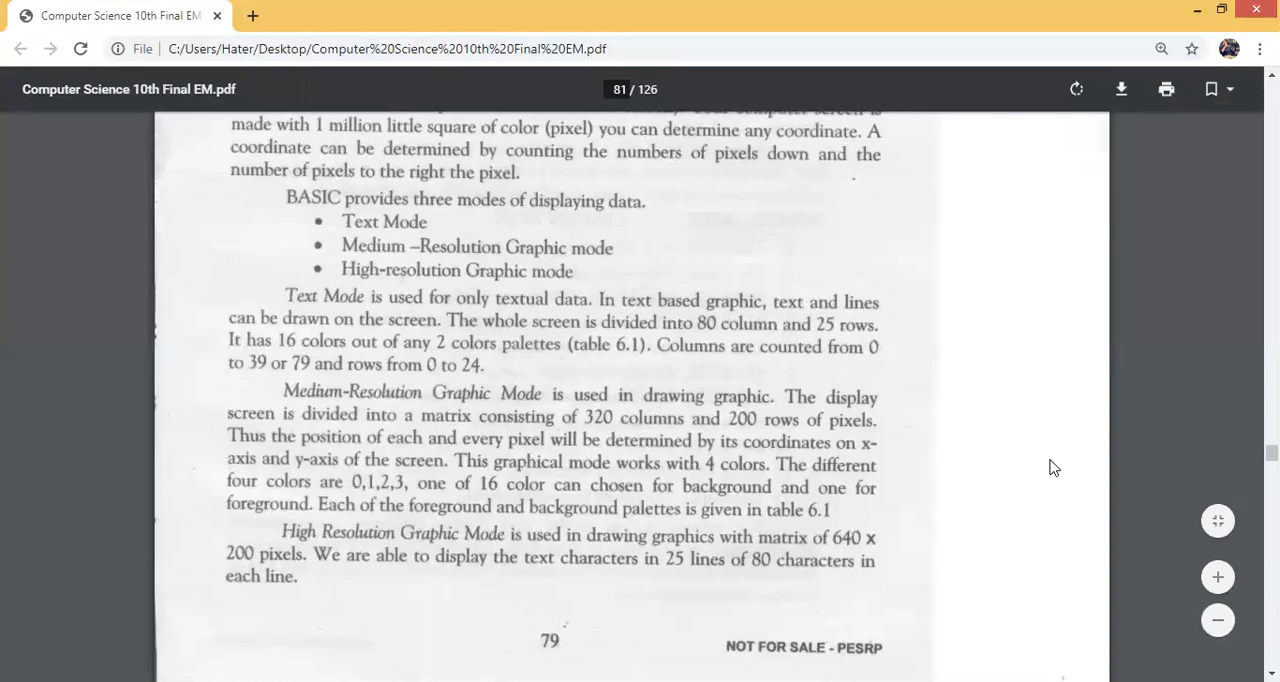 Computer Science 10th Final EM
File
C:/Users/Hater/Desktop/Computer%20Science%2010th%20Final%20EM.pdf
Computer Science 10th Final EM.pdf
81 / 126
made with 1 million little square of color (pixel) you can determine any coordinate. A
coordinate can be determined by counting the numbers of pixels down and the
number of pixels to the right the pixel.
BASIC provides three modes of displaying data.
• Text Mode
• Medium –Resolution Graphic mode
• High-resolution Graphic mode
Text Mode is used for only textual data. In text based graphic, text and lines
can be drawn on the screen. The whole screen is divided into 80 column and 25 rows.
It has 16 colors out of any 2 colors palettes (table 6.1). Columns are counted from 0
to 39 or 79 and rows from 0 to 24.
Medium-Resolution Graphic Mode is used in drawing graphic. The display
screen is divided into a matrix consisting of 320 columns and 200 rows of pixels.
Thus the position of each and every pixel will be determined by its coordinates on x-
axis and y-axis of the screen. This graphical mode works with 4 colors. The different
four colors are 0,1,2,3, one of 16 color can chosen for background and one for
foreground. Each of the foreground and background palettes is given in table 6.1
High Resolution Graphic Mode is used in drawing graphics with matrix of 640 x
200 pixels. We are able to display the text characters in 25 lines of 80 characters in
each line.
79
NOT FOR SALE - PESRP